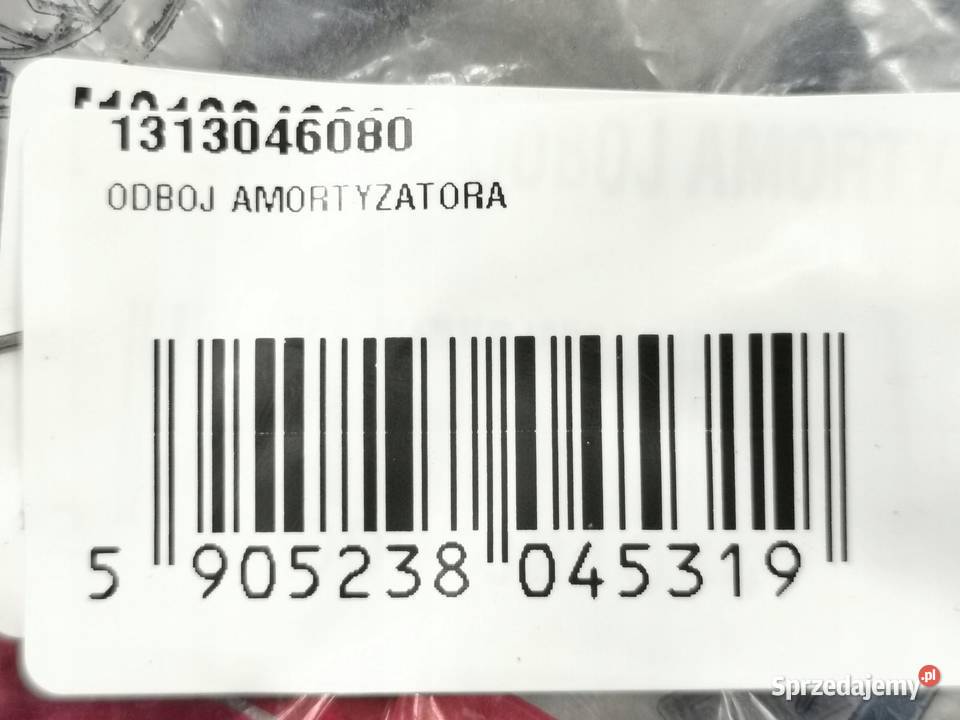 1313046080
ODBOJ AMORTYZATORA
5 905238 045319
Sprzedajemy.pl